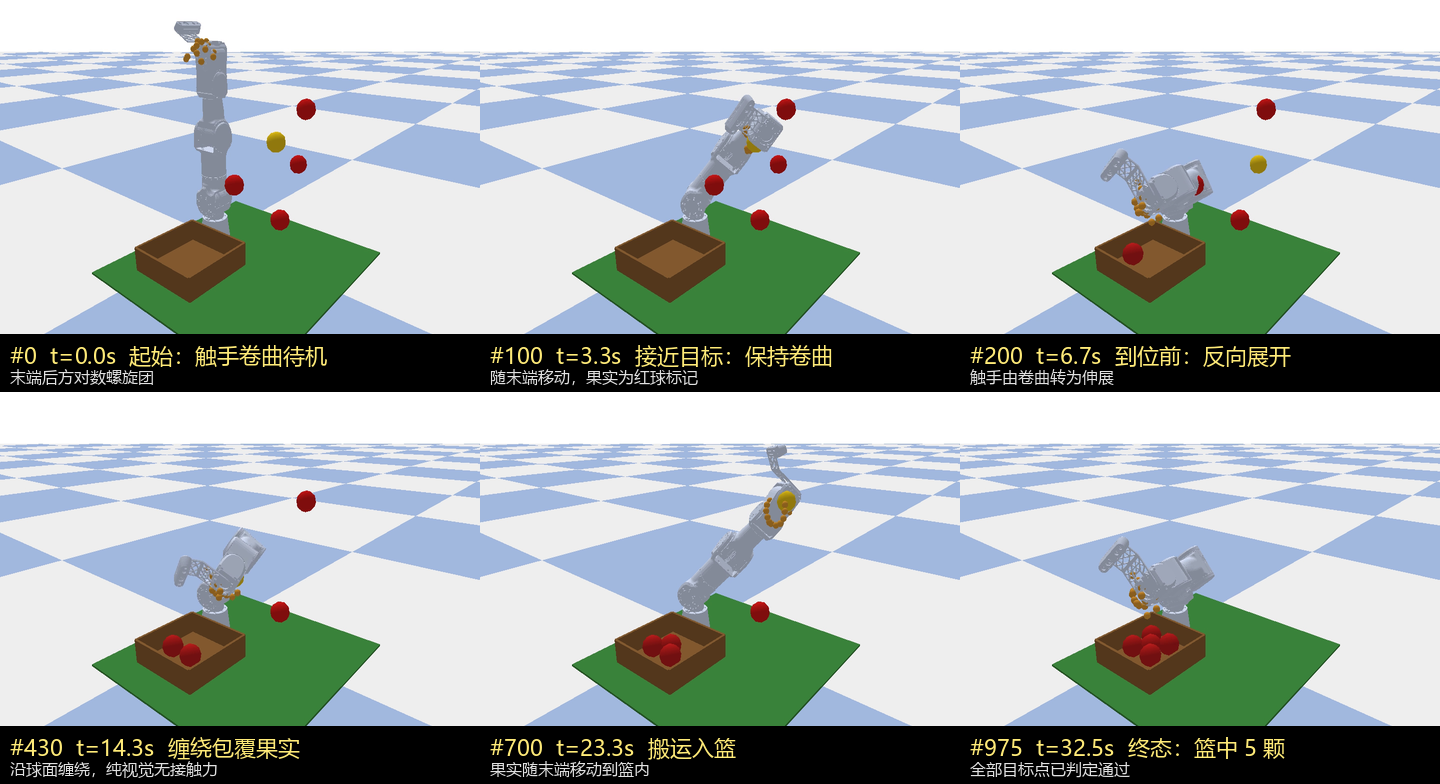 #0 t=0.0s 起始：触手卷曲待机
末端后方对数螺旋团
#100 t=3.3s 接近目标：保持卷曲
随末端移动，果实为红球标记
#200 t=6.7s 到位前：反向展开
触手由卷曲转为伸展
#430 t=14.3s 缠绕包覆果实
沿球面缠绕，纯视觉无接触力
#700 t=23.3s 搬运入篮
果实随末端移动到篮内
#975 t=32.5s 终态：篮中 5 颗
全部目标点已判定通过